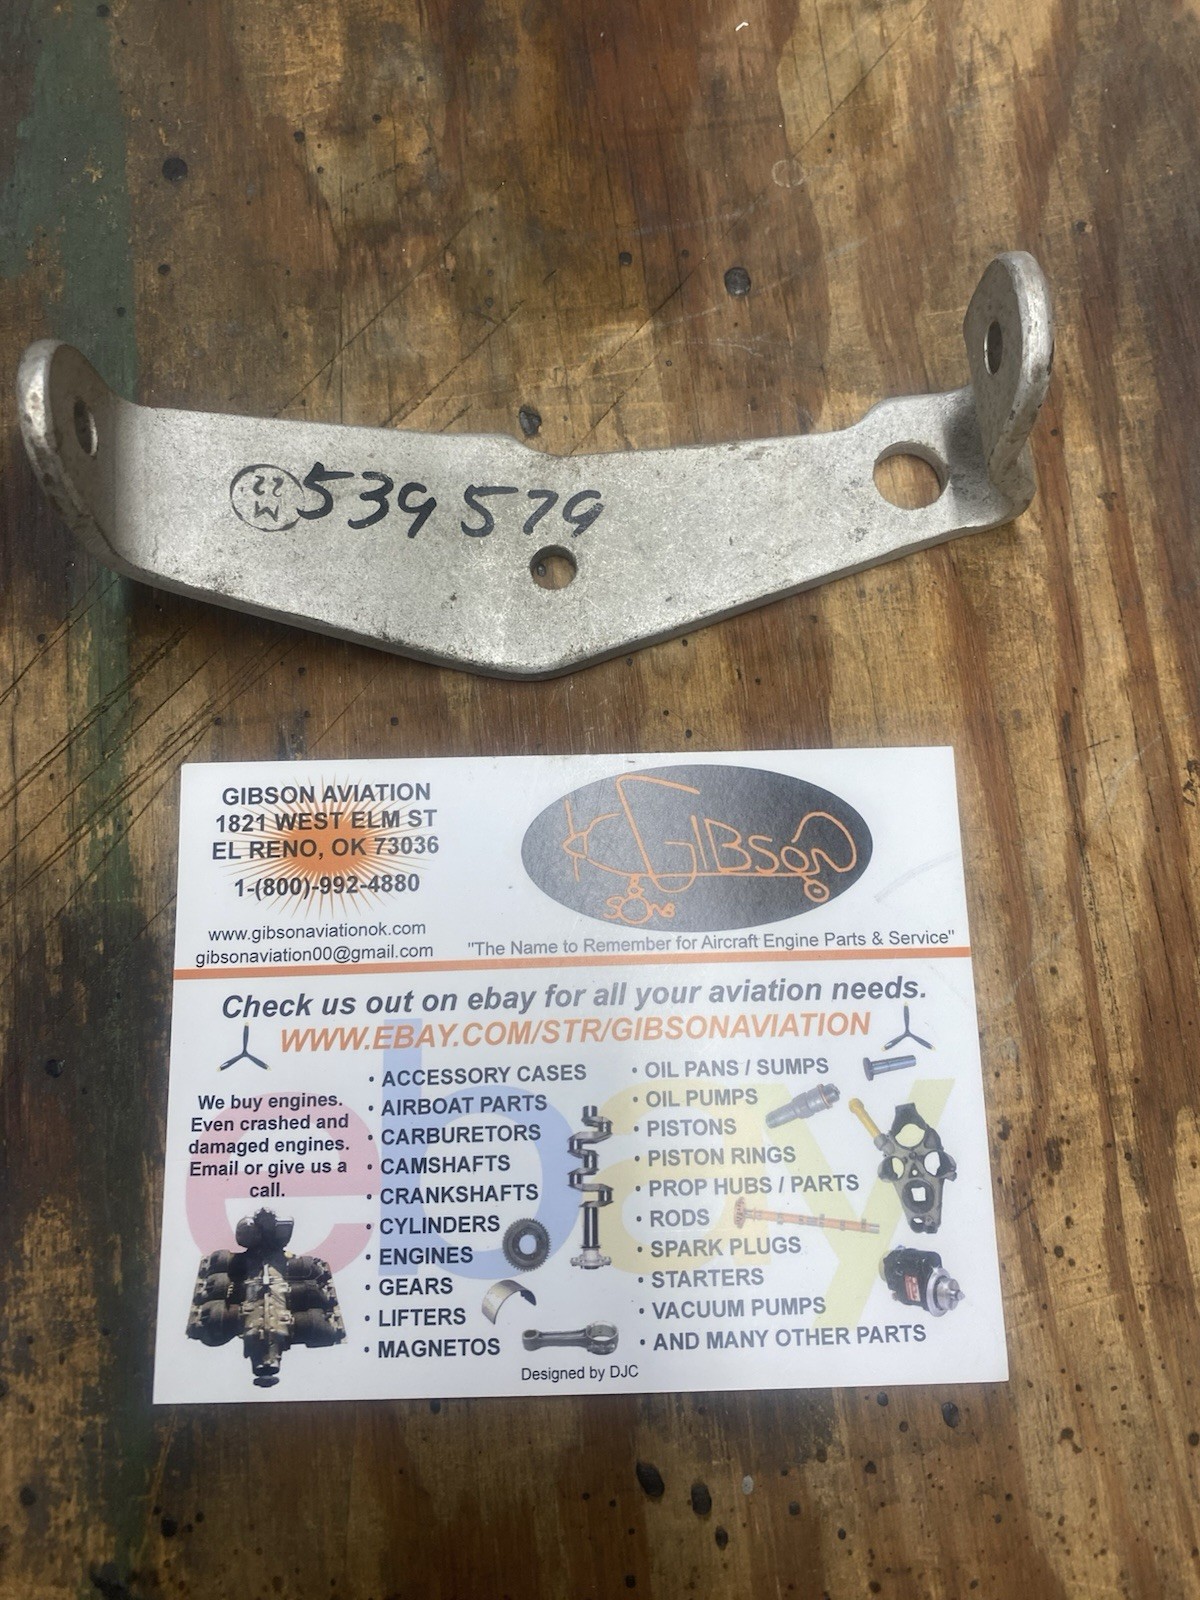 M
22.
539579
GIBSON AVIATION
1821 WEST ELM ST
EL RENO, OK 73036
1-(800)-992-4880
www.gibsonaviationok.com
gibsonaviation00@gmail.com
GIBSON
&
SONS
"The Name to Remember for Aircraft Engine Parts & Service"
Check us out on ebay for all your aviation needs.
WWW.EBAY.COM/STR/GIBSONAVIATION
ebay
We buy engines.
Even crashed and
damaged engines.
Email or give us a
call.
• ACCESSORY CASES
• AIRBOAT PARTS
• CARBURETORS
• CAMSHAFTS
• CRANKSHAFTS
• CYLINDERS
• ENGINES
• GEARS
• LIFTERS
• MAGNETOS
• OIL PANS / SUMPS
• OIL PUMPS
• PISTONS
• PISTON RINGS
• PROP HUBS / PARTS
• RODS
• SPARK PLUGS
• STARTERS
• VACUUM PUMPS
• AND MANY OTHER PARTS
Designed by DJC